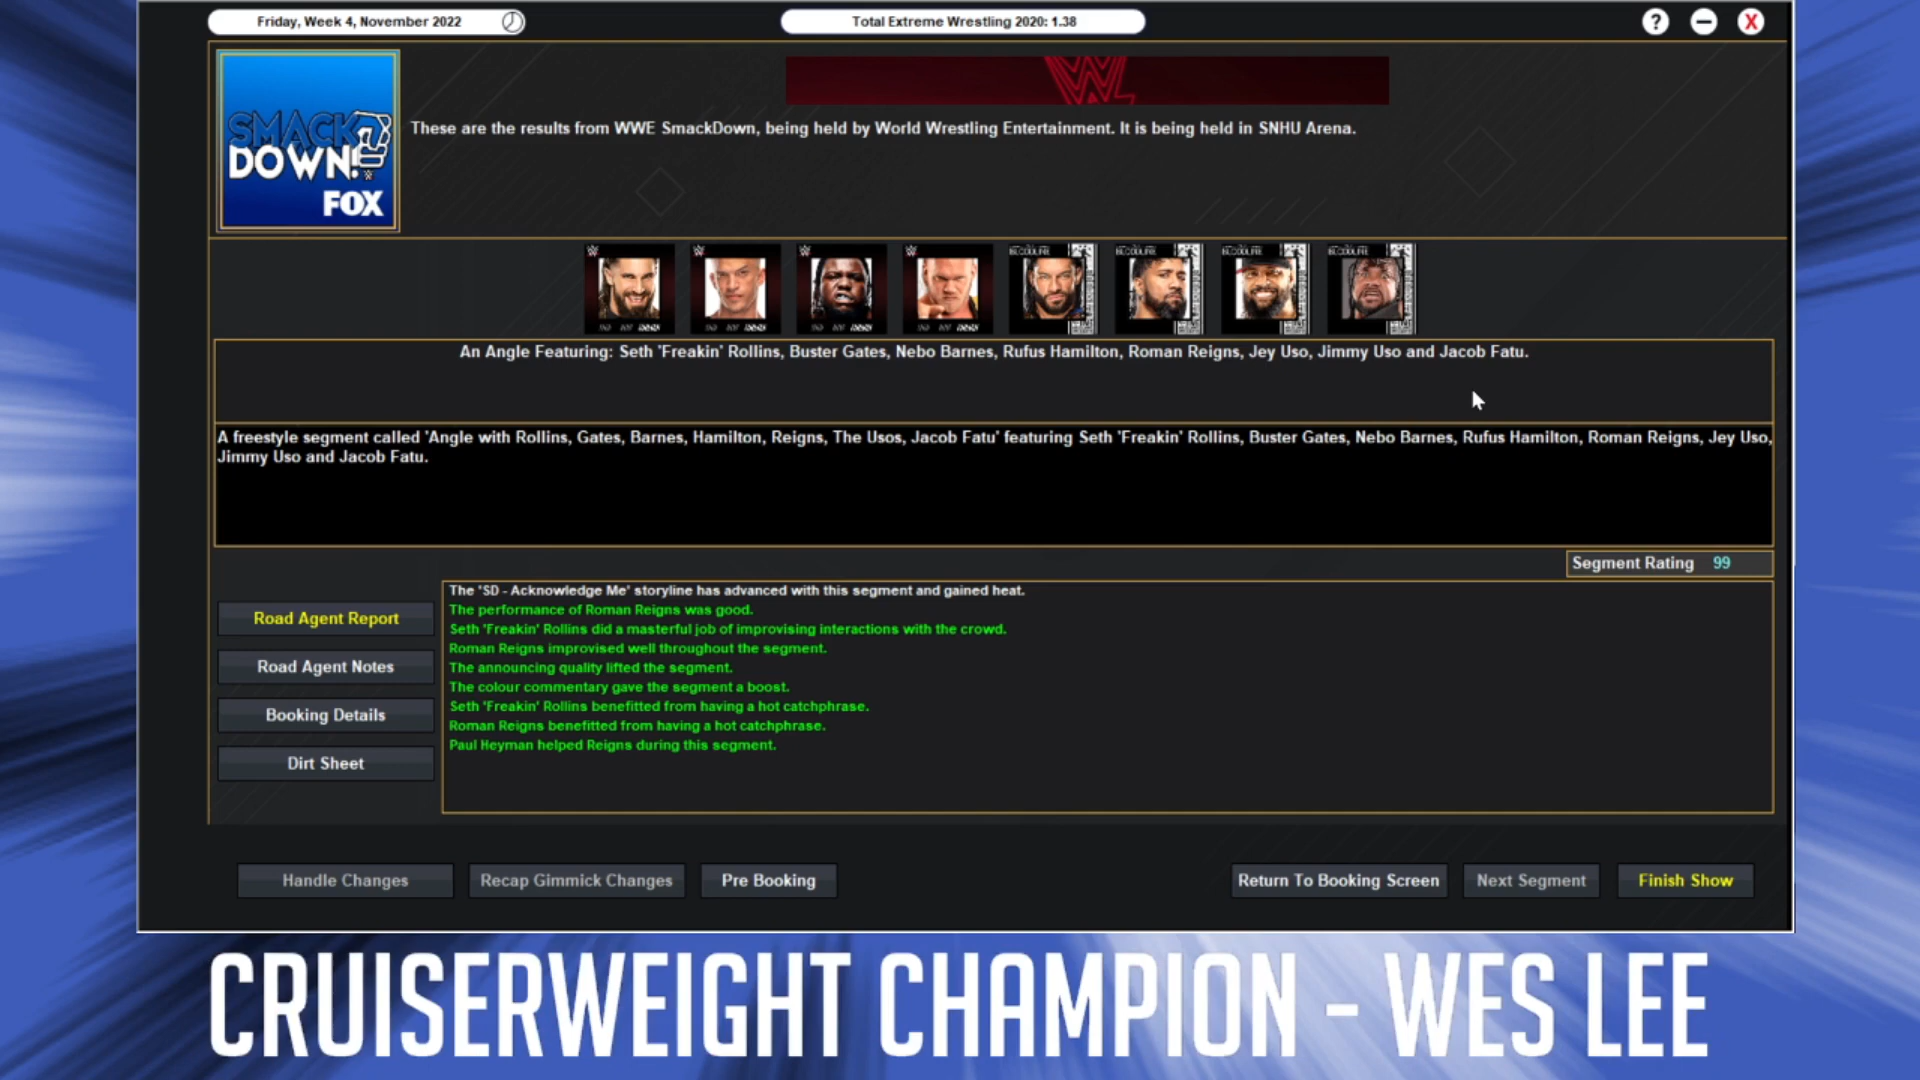 Friday, Week 4, November 2022
Total Extreme Wrestling 2020: 1.38
?
X
SMACK
DOWN!
FOX
These are the results from WWE SmackDown, being held by World Wrestling Entertainment. It is being held in SNHU Arena.
BLOODLINE
BLOODLINE
BLOODLINE
BLOODLINE
An Angle Featuring: Seth 'Freakin' Rollins, Buster Gates, Nebo Barnes, Rufus Hamilton, Roman Reigns, Jey Uso, Jimmy Uso and Jacob Fatu.
A freestyle segment called 'Angle with Rollins, Gates, Barnes, Hamilton, Reigns, The Usos, Jacob Fatu' featuring Seth 'Freakin' Rollins, Buster Gates, Nebo Barnes, Rufus Hamilton, Roman Reigns, Jey Uso,
Jimmy Uso and Jacob Fatu.
Segment Rating 99
Road Agent Report
Road Agent Notes
Booking Details
Dirt Sheet
The 'SD - Acknowledge Me' storyline has advanced with this segment and gained heat.
The performance of Roman Reigns was good.
Seth 'Freakin' Rollins did a masterful job of improvising interactions with the crowd.
Roman Reigns improvised well throughout the segment.
The announcing quality lifted the segment.
The colour commentary gave the segment a boost.
Seth 'Freakin' Rollins benefitted from having a hot catchphrase.
Roman Reigns benefitted from having a hot catchphrase.
Paul Heyman helped Reigns during this segment.
Handle Changes
Recap Gimmick Changes
Pre Booking
Return To Booking Screen
Next Segment
Finish Show
CRUISERWEIGHT CHAMPION - WES LEE